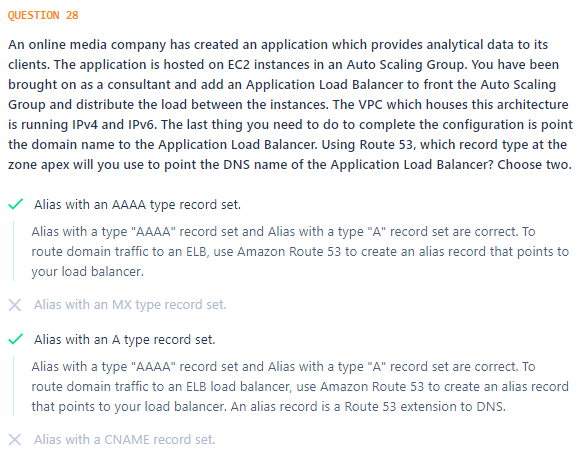 QUESTION 28
An online media company has created an application which provides analytical data to its
clients. The application is hosted on EC2 instances in an Auto Scaling Group. You have been
brought on as a consultant and add an Application Load Balancer to front the Auto Scaling
Group and distribute the load between the instances. The VPC which houses this architecture
is running IPv4 and IPv6. The last thing you need to do to complete the configuration is point
the domain name to the Application Load Balancer. Using Route 53, which record type at the
zone apex will you use to point the DNS name of the Application Load Balancer? Choose two.
Alias with an AAAA type record set.
Alias with a type "AAAA" record set and Alias with a type "A" record set are correct. To
route domain traffic to an ELB, use Amazon Route 53 to create an alias record that points to
your load balancer.
Alias with an MX type record set.
Alias with an A type record set.
Alias with a type "AAAA" record set and Alias with a type "A" record set are correct. To
route domain traffic to an ELB load balancer, use Amazon Route 53 to create an alias record
that points to your load balancer. An alias record is a Route 53 extension to DNS.
Alias with a CNAME record set.